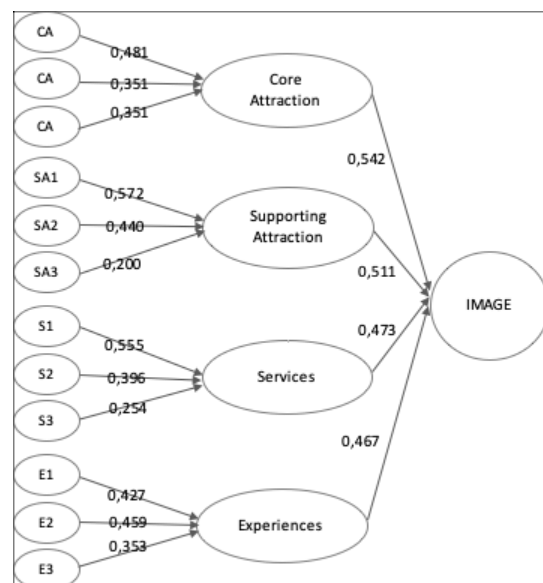 CA
0,481
CA
0,351
CA
0,351
Core
Attraction
0,542
SA1
0,572
SA2
0,440
SA3
0,200
Supporting
Attraction
0,511
IMAGE
S1
0,555
S2
0,396
S3
0,254
Services
0,473
0,467
E1
0,427
E2
0,459
E3
0,353
Experiences